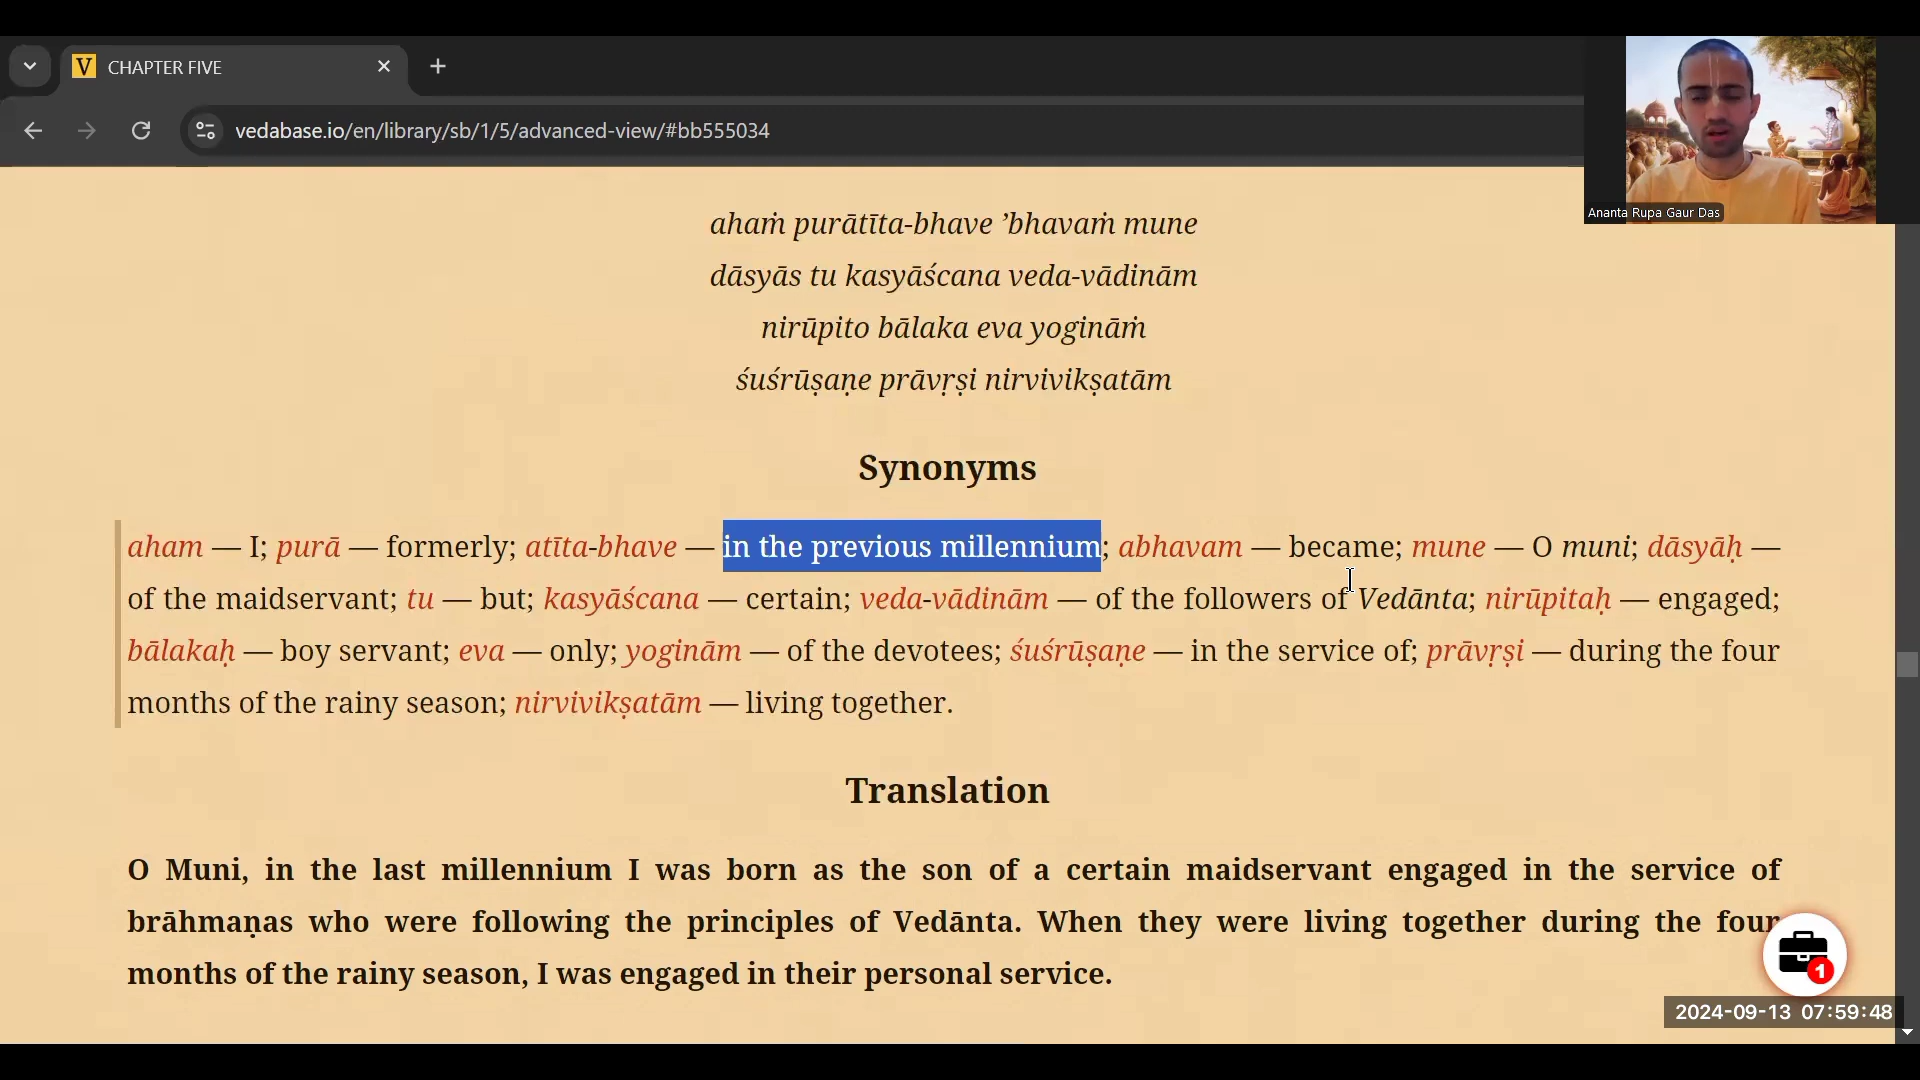 V CHAPTER FIVE
vedabase.io/en/library/sb/1/5/advanced-view/#bb555034
Ananta Rupa Gaur Das
ahaṁ purātīta-bhave ’bhavaṁ mune
dāsyās tu kasyāścana veda-vādinām
nirūpito bālaka eva yogināṁ
śuśrūṣaṇe prāvṛṣi nirvivikṣatām
Synonyms
aham — I; purā — formerly; atīta-bhave — in the previous millennium; abhavam — became; mune — O muni; dāsyāḥ —
of the maidservant; tu — but; kasyāścana — certain; veda-vādinām — of the followers of Vedānta; nirūpitaḥ — engaged;
bālakaḥ — boy servant; eva — only; yoginām — of the devotees; śuśrūṣaṇe — in the service of; prāvṛṣi — during the four
months of the rainy season; nirvivikṣatām — living together.
Translation
O Muni, in the last millennium I was born as the son of a certain maidservant engaged in the service of
brāhmaṇas who were following the principles of Vedānta. When they were living together during the four
months of the rainy season, I was engaged in their personal service.
1
2024-09-13 07:59:48